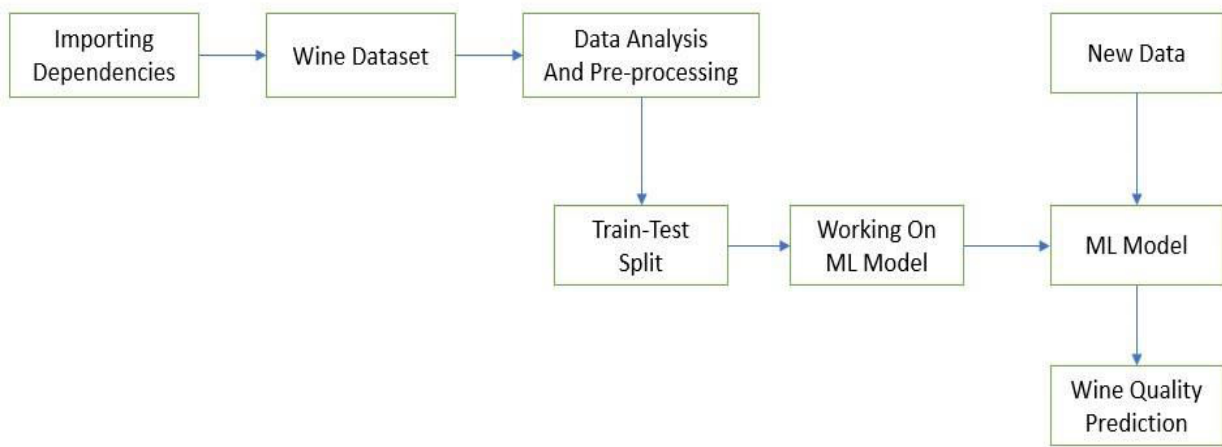 Importing
Dependencies
Wine Dataset
Data Analysis
And Pre-processing
New Data
Train-Test
Split
Working On
ML Model
ML Model
Wine Quality
Prediction